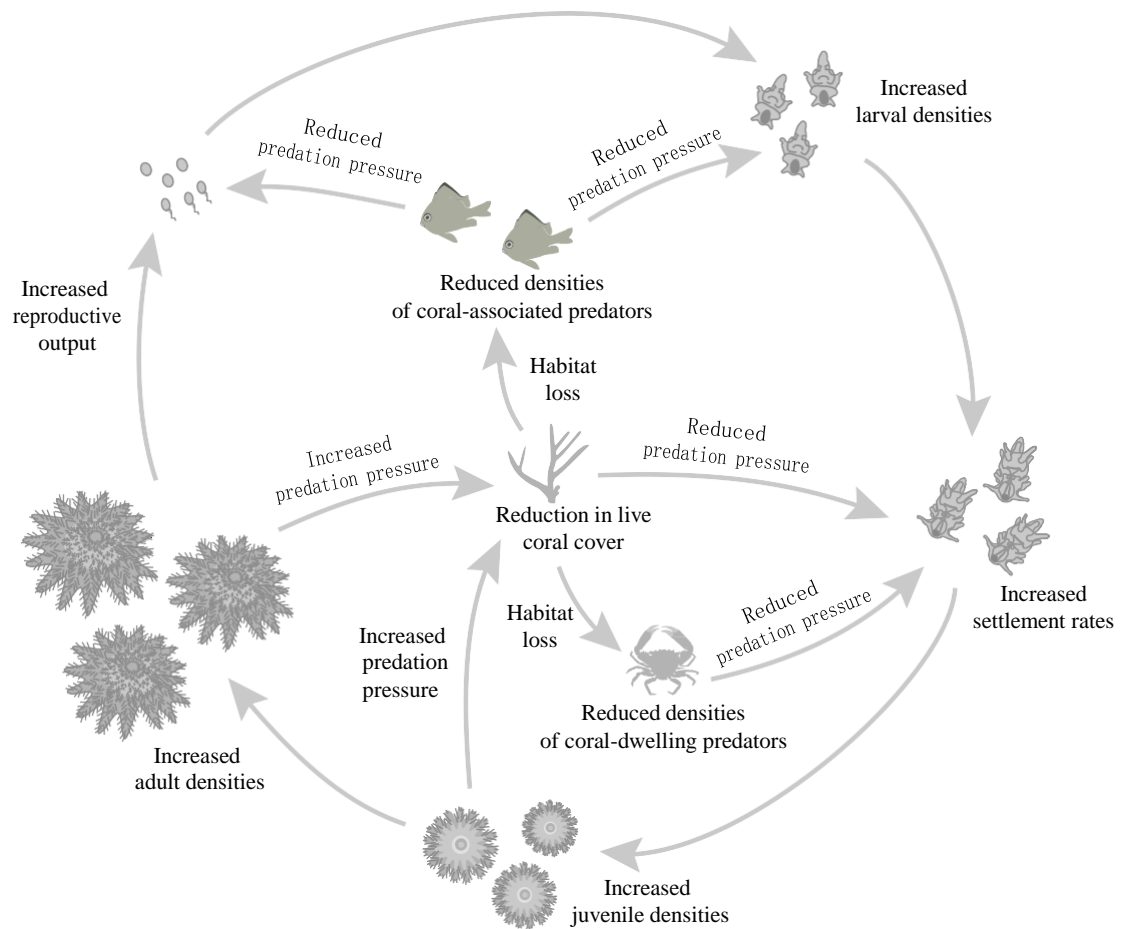 Increased
larval densities
Reduced
predation pressure
Reduced
predation pressure
Increased
reproductive
output
Reduced densities
of coral-associated predators
Habitat
loss
Increased
predation pressure
Reduced
predation pressure
Reduction in live
coral cover
Increased
settlement rates
Habitat
loss
Reduced
predation pressure
Increased
predation
pressure
Reduced densities
of coral-dwelling predators
Increased
adult densities
Increased
juvenile densities